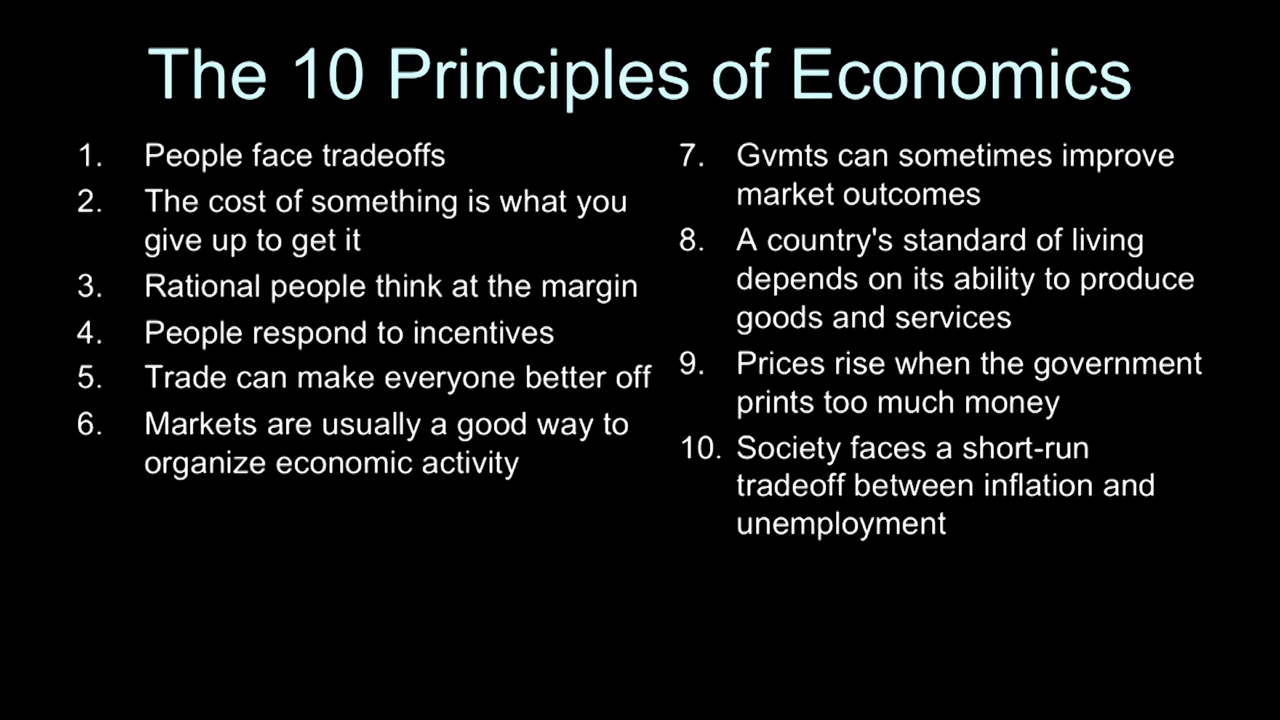 The 10 Principles of Economics
1. People face tradeoffs
2. The cost of something is what you
give up to get it
3. Rational people think at the margin
4. People respond to incentives
5. Trade can make everyone better off
6. Markets are usually a good way to
organize economic activity
7. Gvmts can sometimes improve
market outcomes
8. A country's standard of living
depends on its ability to produce
goods and services
9. Prices rise when the government
prints too much money
10. Society faces a short-run
tradeoff between inflation and
unemployment